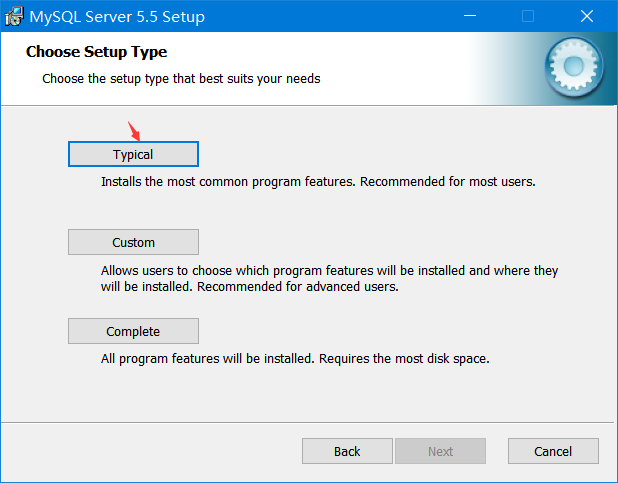 MySQL Server 5.5 Setup
Choose Setup Type
Choose the setup type that best suits your needs
Typical
Installs the most common program features. Recommended for most users.
Custom
Allows users to choose which program features will be installed and where they
will be installed. Recommended for advanced users.
Complete
All program features will be installed. Requires the most disk space.
Back
Next
Cancel